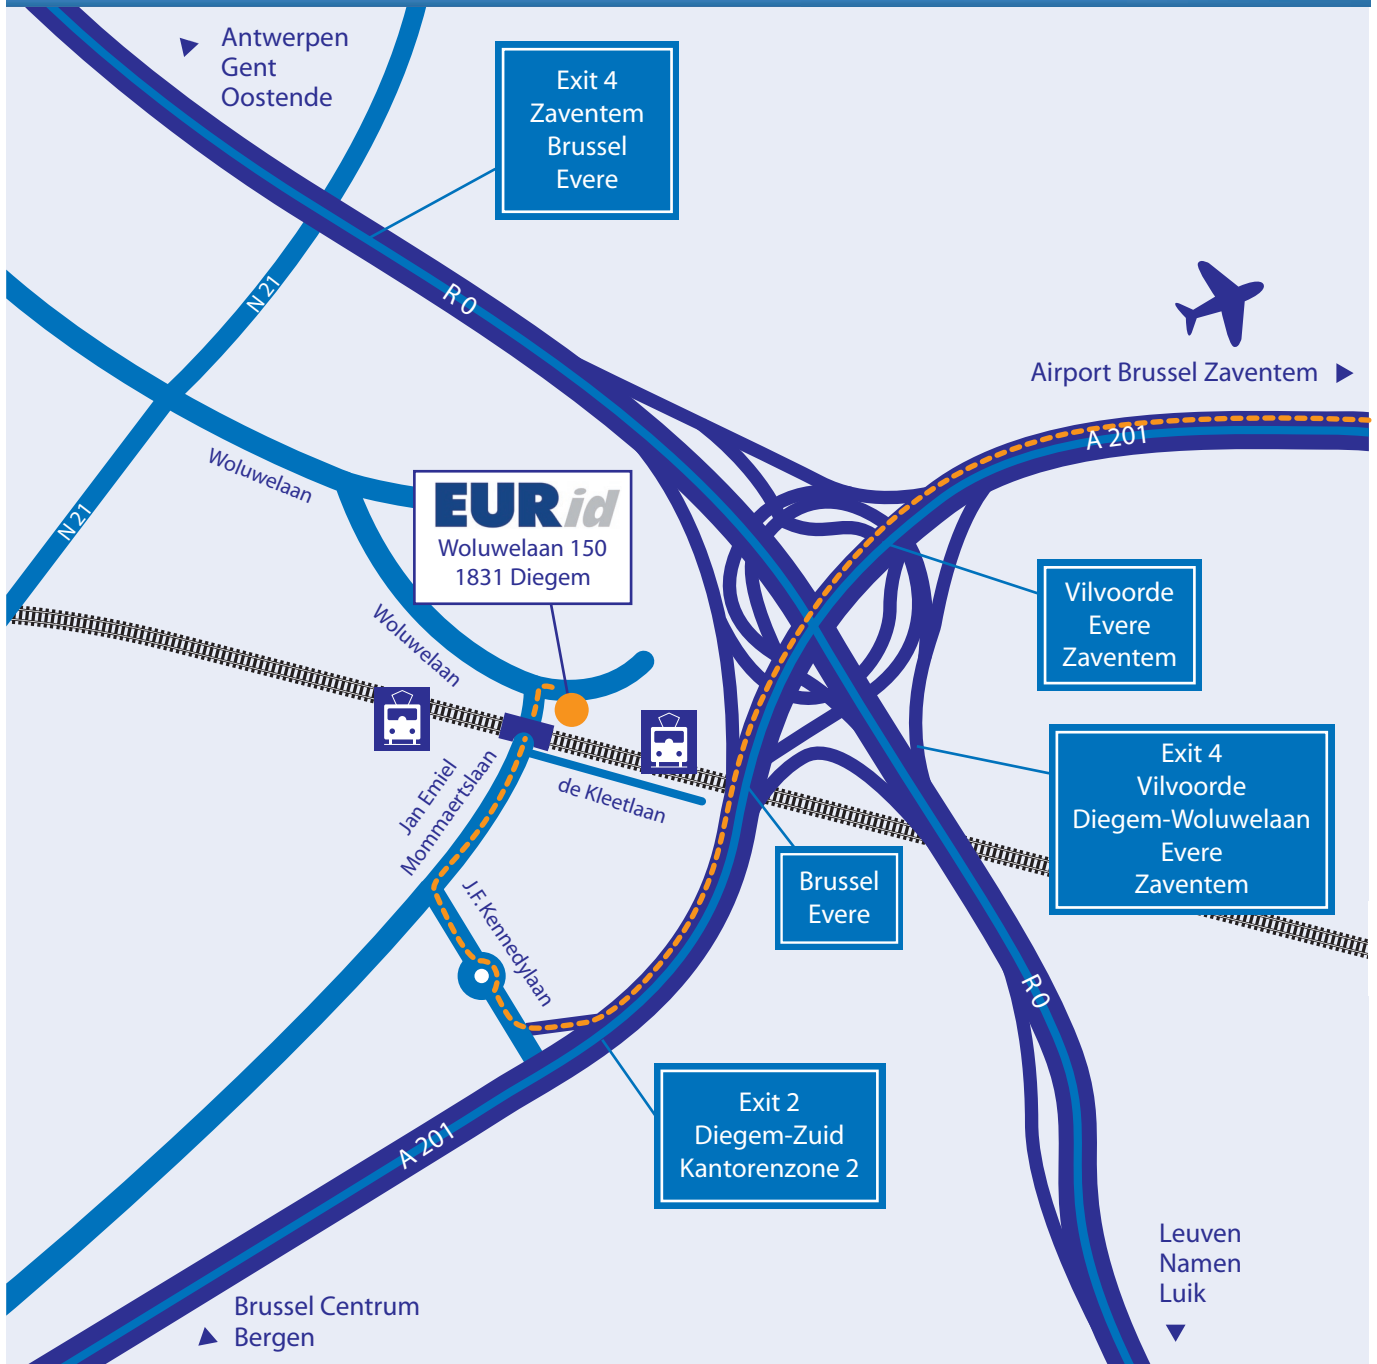 Antwerpen
Gent
Oostende
Exit 4
Zaventem
Brussel
Evere
N 21
R 0
Airport Brussel Zaventem
A 201
Woluwelaan
N 21
EURid
Woluwelaan 150
1831 Diegem
Vilvoorde
Evere
Zaventem
Woluwelaan
Jan Emiel
Mommaertslaan
de Kleetlaan
Exit 4
Vilvoorde
Diegem-Woluwelaan
Evere
Zaventem
Brussel
Evere
J.F. Kennedylaan
R 0
Exit 2
Diegem-Zuid
Kantorenzone 2
A 201
Leuven
Namen
Luik
Brussel Centrum
Bergen